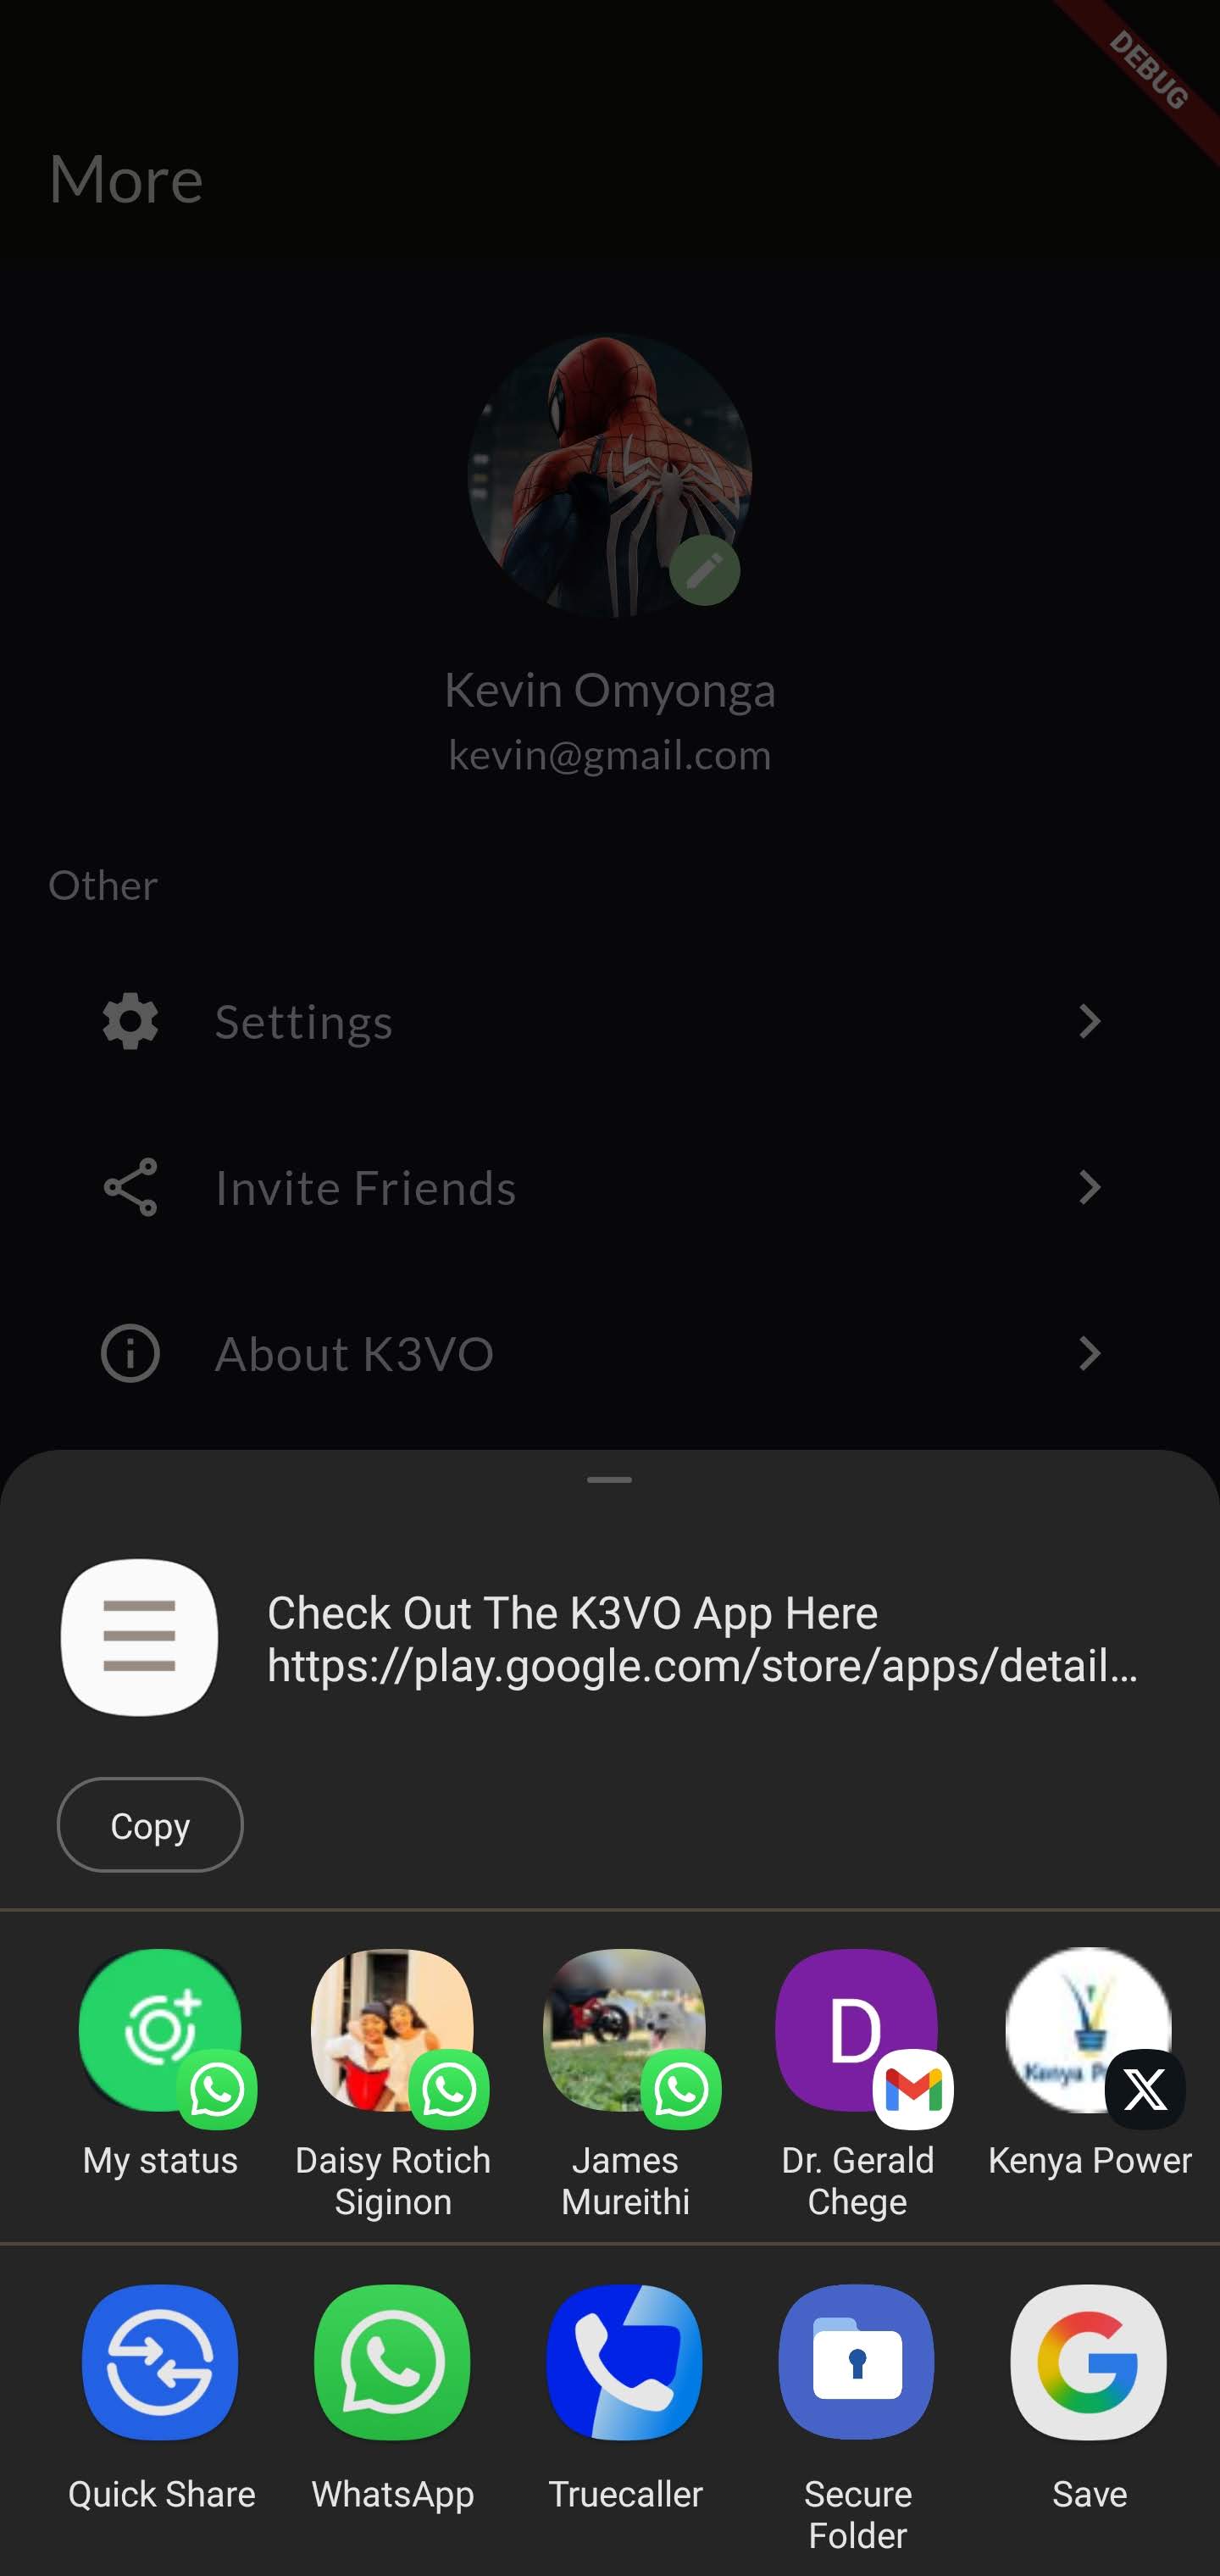 DEBUG
More
Kevin Omyonga
kevin@gmail.com
Other
Settings
Invite Friends
About K3VO
Check Out The K3VO App Here
https://play.google.com/store/apps/detail...
Copy
D
Kenya
My status
Daisy Rotich
Siginon
James
Mureithi
Dr. Gerald
Chege
Kenya Power
Quick Share
WhatsApp
Truecaller
Secure
Folder
Save